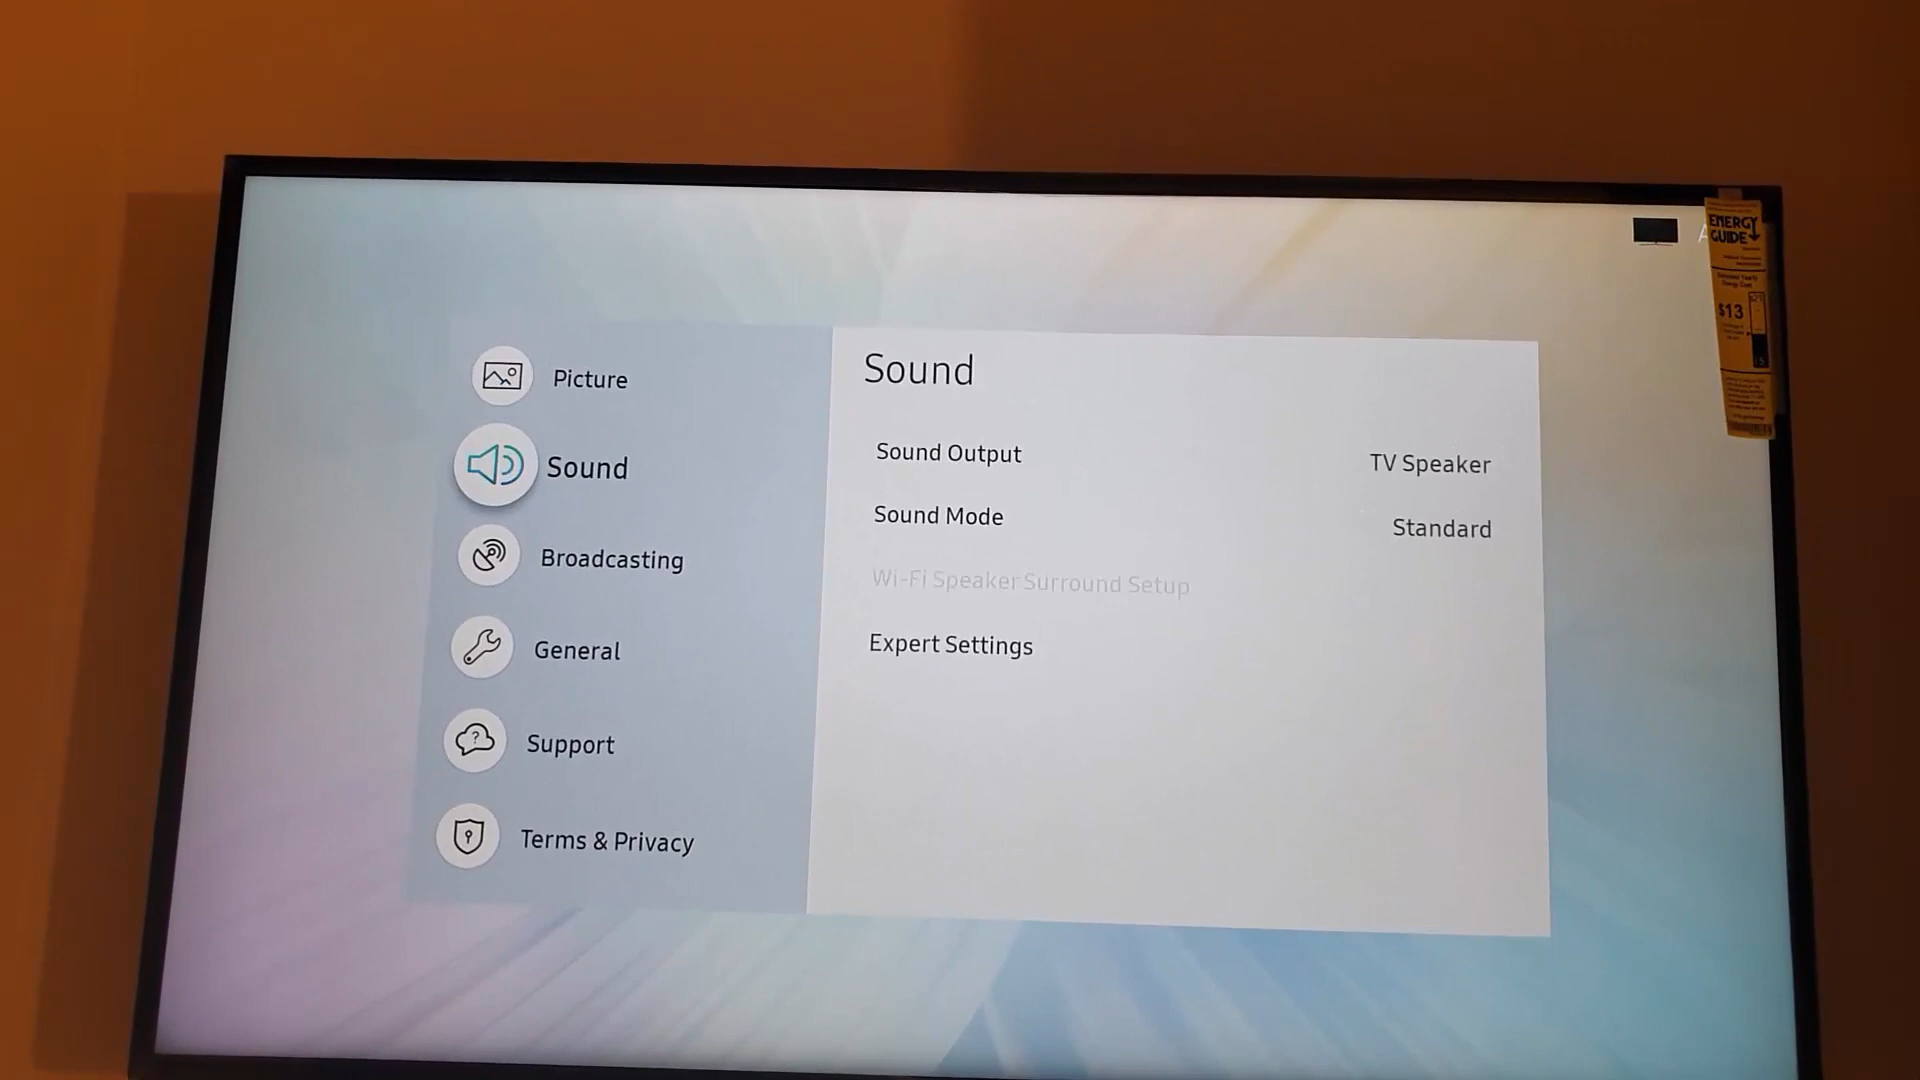 ENERGY
GUIDE
$13
Picture
Sound
Broadcasting
General
Support
Terms & Privacy
Sound
Sound Output TV Speaker
Sound Mode Standard
Wi-Fi Speaker Surround Setup
Expert Settings